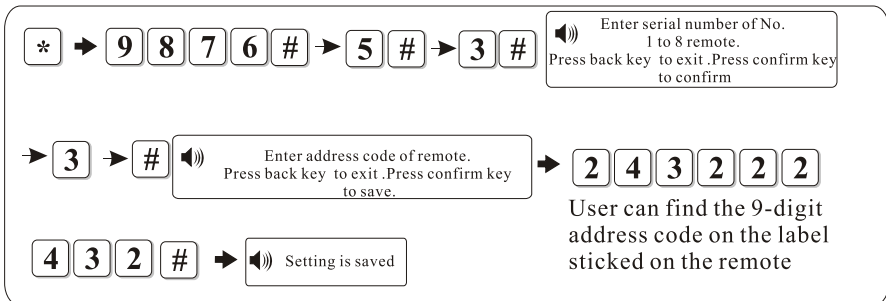 * 9 8 7 6 # 5 # 3 #
Enter serial number of No.
1 to 8 remote.
Press back key to exit .Press confirm key
to confirm
3 #
Enter address code of remote.
Press back key to exit .Press confirm key
to save.
2 4 3 2 2 2
User can find the 9-digit
address code on the label
sticked on the remote
4 3 2 #
Setting is saved